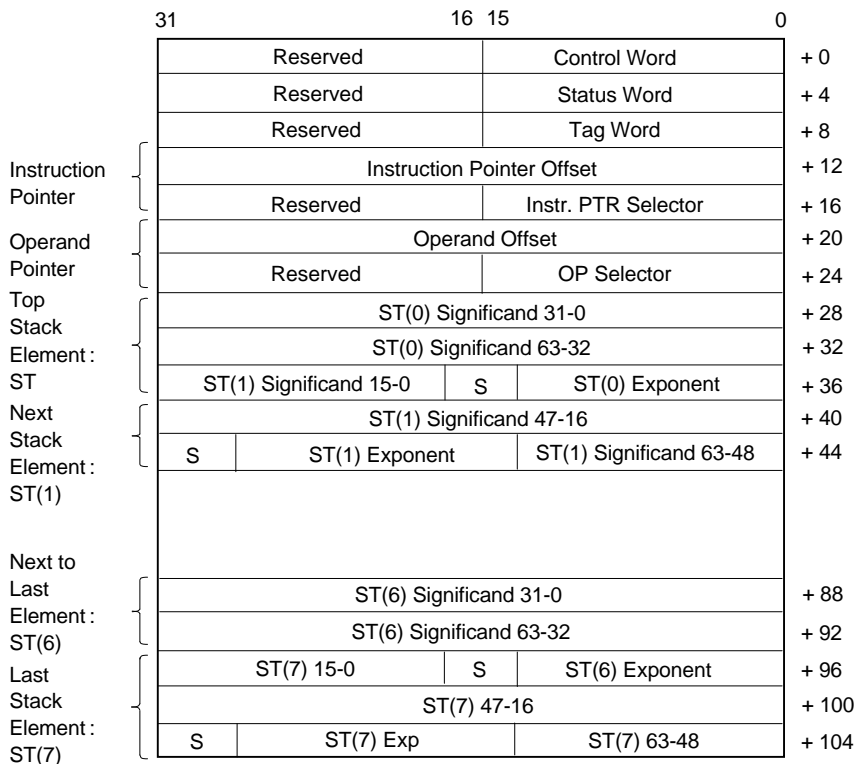 31 16 15 0
Reserved Control Word + 0
Reserved Status Word + 4
Reserved Tag Word + 8
Instruction Pointer
Instruction Pointer Offset + 12
Reserved Instr. PTR Selector + 16
Operand Pointer
Operand Offset + 20
Reserved OP Selector + 24
Top
Stack
Element :
ST
ST(0) Significand 31-0 + 28
ST(0) Significand 63-32 + 32
ST(1) Significand 15-0 S ST(0) Exponent + 36
Next
Stack
Element :
ST(1)
ST(1) Significand 47-16 + 40
S ST(1) Exponent ST(1) Significand 63-48 + 44
Next to
Last
Element :
ST(6)
ST(6) Significand 31-0 + 88
ST(6) Significand 63-32 + 92
ST(7) 15-0 S ST(6) Exponent + 96
Last
Stack
Element :
ST(7)
ST(7) 47-16 + 100
S ST(7) Exp ST(7) 63-48 + 104